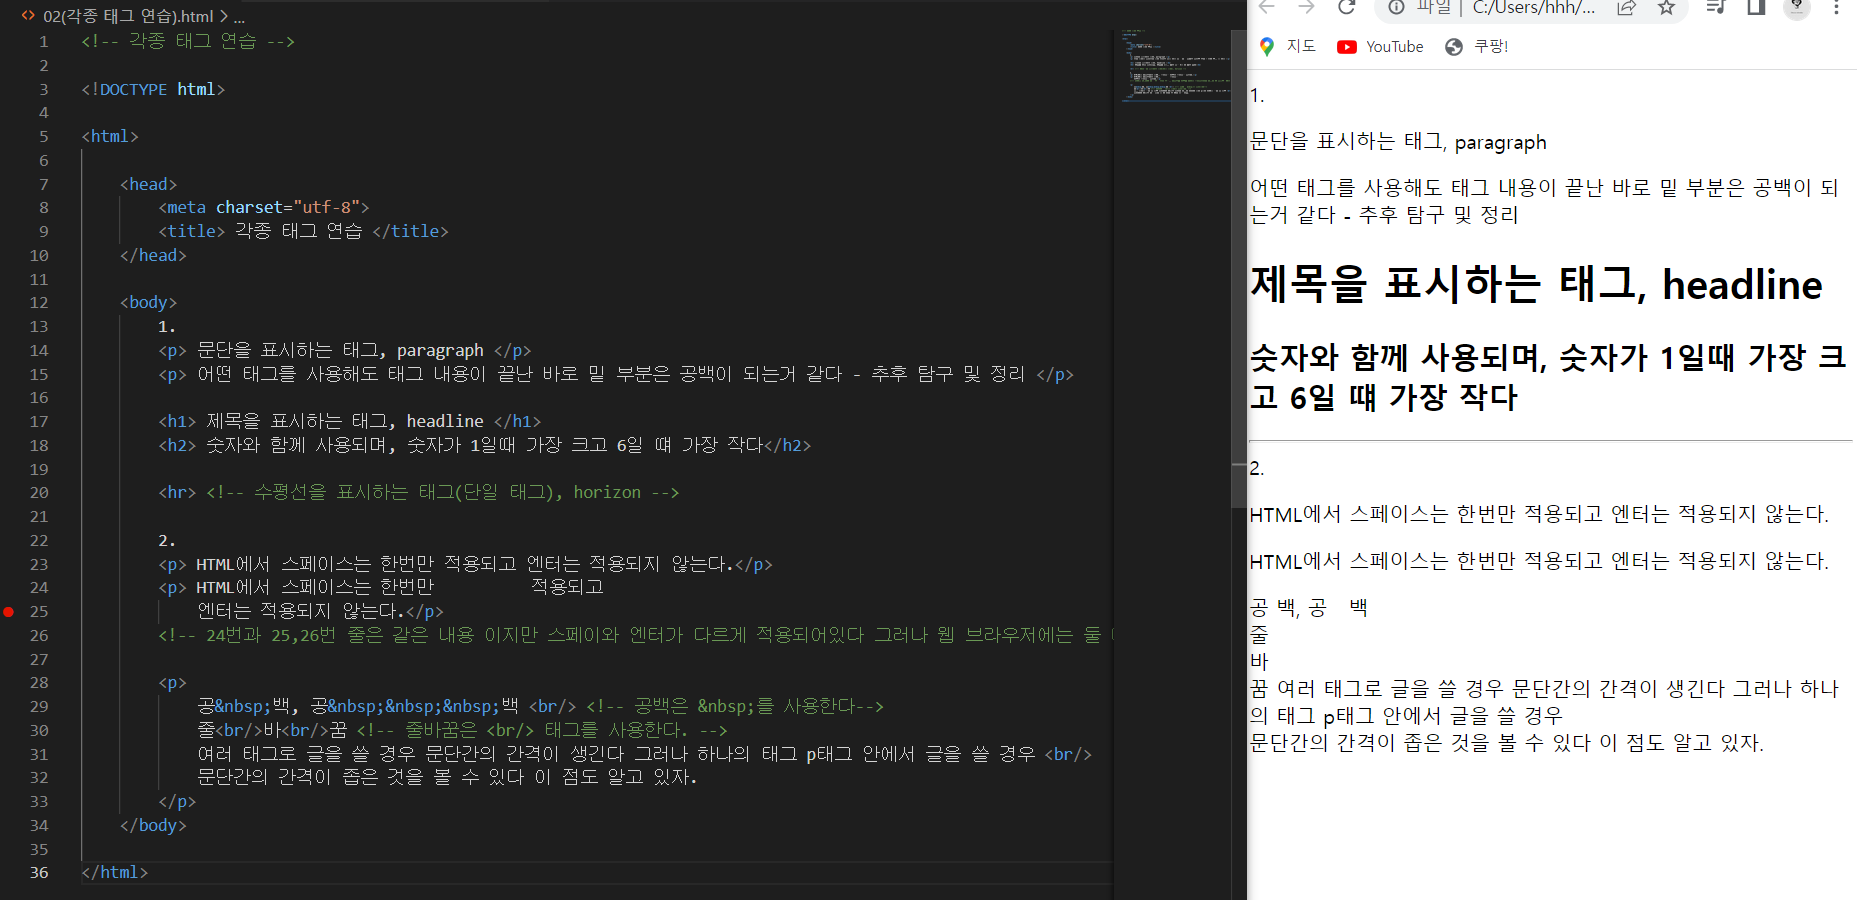 02(각종 태그 연습).html > ...
1 <!-- 각종 태그 연습 -->
2
3 <!DOCTYPE html>
4
5 <html>
6
7 <head>
8 <meta charset="utf-8">
9 <title> 각종 태그 연습 </title>
10 </head>
11
12 <body>
13 1.
14 <p> 문단을 표시하는 태그, paragraph </p>
15 <p> 어떤 태그를 사용해도 태그 내용이 끝난 바로 밑 부분은 공백이 되는거 같다 - 추후 탐구 및 정리 </p>
16
17 <h1> 제목을 표시하는 태그, headline </h1>
18 <h2> 숫자와 함께 사용되며, 숫자가 1일때 가장 크고 6일 떄 가장 작다</h2>
19
20 <hr> <!-- 수평선을 표시하는 태그(단일 태그), horizon -->
21
22 2.
23 <p> HTML에서 스페이스는 한번만 적용되고 엔터는 적용되지 않는다.</p>
24 <p> HTML에서 스페이스는 한번만          적용되고
25 엔터는 적용되지 않는다.</p>
26 <!-- 24번과 25,26번 줄은 같은 내용 이지만 스페이와 엔터가 다르게 적용되어있다 그러나 웹 브라우저에는 둘
27
28 <p>
29 공&nbsp;백, 공&nbsp;&nbsp;&nbsp;백 <br/> <!-- 공백은 &nbsp;를 사용한다-->
30 줄<br/>바<br/>꿈 <!-- 줄바꿈은 <br/> 태그를 사용한다. -->
31 여러 태그로 글을 쓸 경우 문단간의 간격이 생긴다 그러나 하나의 태그 p태그 안에서 글을 쓸 경우 <br/>
32 문단간의 간격이 좁은 것을 볼 수 있다 이 점도 알고 있자.
33 </p>
34 </body>
35
36 </html>
파일 | C:/Users/hhh/...
지도 YouTube 쿠팡!
1.
문단을 표시하는 태그, paragraph
어떤 태그를 사용해도 태그 내용이 끝난 바로 밑 부분은 공백이 되
는거 같다 - 추후 탐구 및 정리
제목을 표시하는 태그, headline
숫자와 함께 사용되며, 숫자가 1일때 가장 크
고 6일 떄 가장 작다
2.
HTML에서 스페이스는 한번만 적용되고 엔터는 적용되지 않는다.
HTML에서 스페이스는 한번만 적용되고 엔터는 적용되지 않는다.
공 백, 공   백
줄
바
꿈 여러 태그로 글을 쓸 경우 문단간의 간격이 생긴다 그러나 하나
의 태그 p태그 안에서 글을 쓸 경우
문단간의 간격이 좁은 것을 볼 수 있다 이 점도 알고 있자.